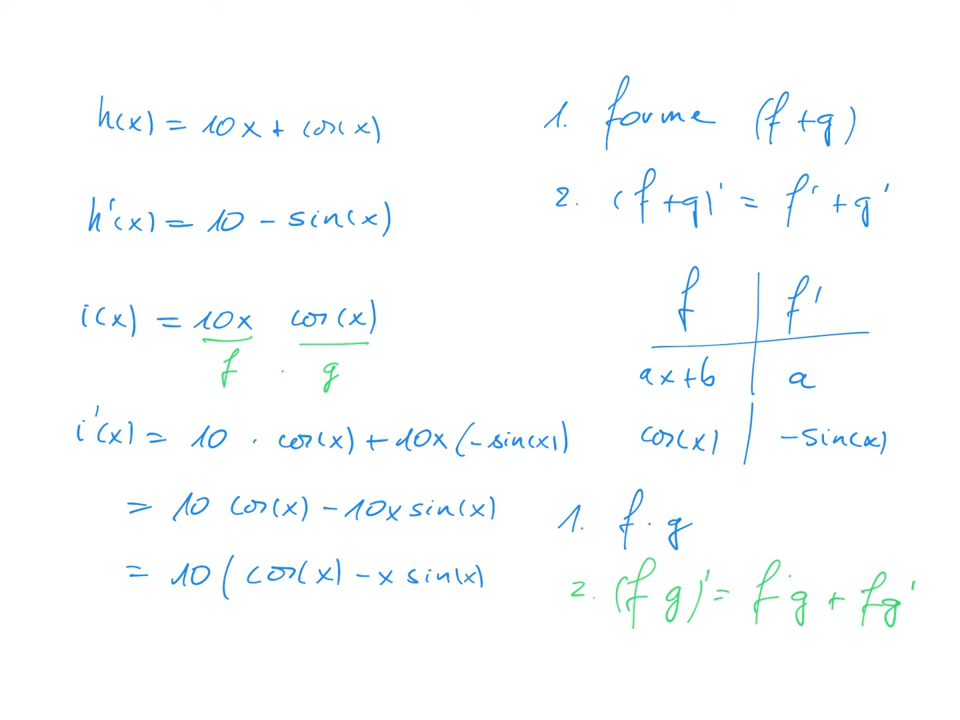 h(x) = 10x + cos(x)
h'(x) = 10 - sin(x)
i(x) = 10x cos(x)
f . g
i'(x) = 10 . cos(x) + 10x (-sin(x))
= 10 cos(x) - 10x sin(x)
= 10 ( cos(x) - x sin(x)
1. forme (f + g)
2. (f + g)' = f' + g'
f | f'
ax + b | a
cos(x) | - sin(x)
1. f . g
2. (f g)' = f' g + f g'